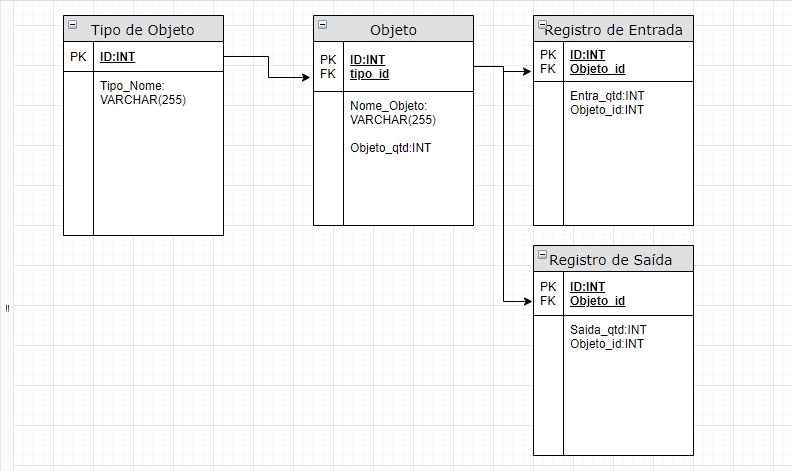 Tipo de Objeto
PK ID:INT
Tipo_Nome:
VARCHAR(255)
Objeto
PK ID:INT
FK tipo_id
Nome_Objeto:
VARCHAR(255)
Objeto_qtd:INT
Registro de Entrada
PK ID:INT
FK Objeto_id
Entra_qtd:INT
Objeto_id:INT
Registro de Saída
PK ID:INT
FK Objeto_id
Saida_qtd:INT
Objeto_id:INT